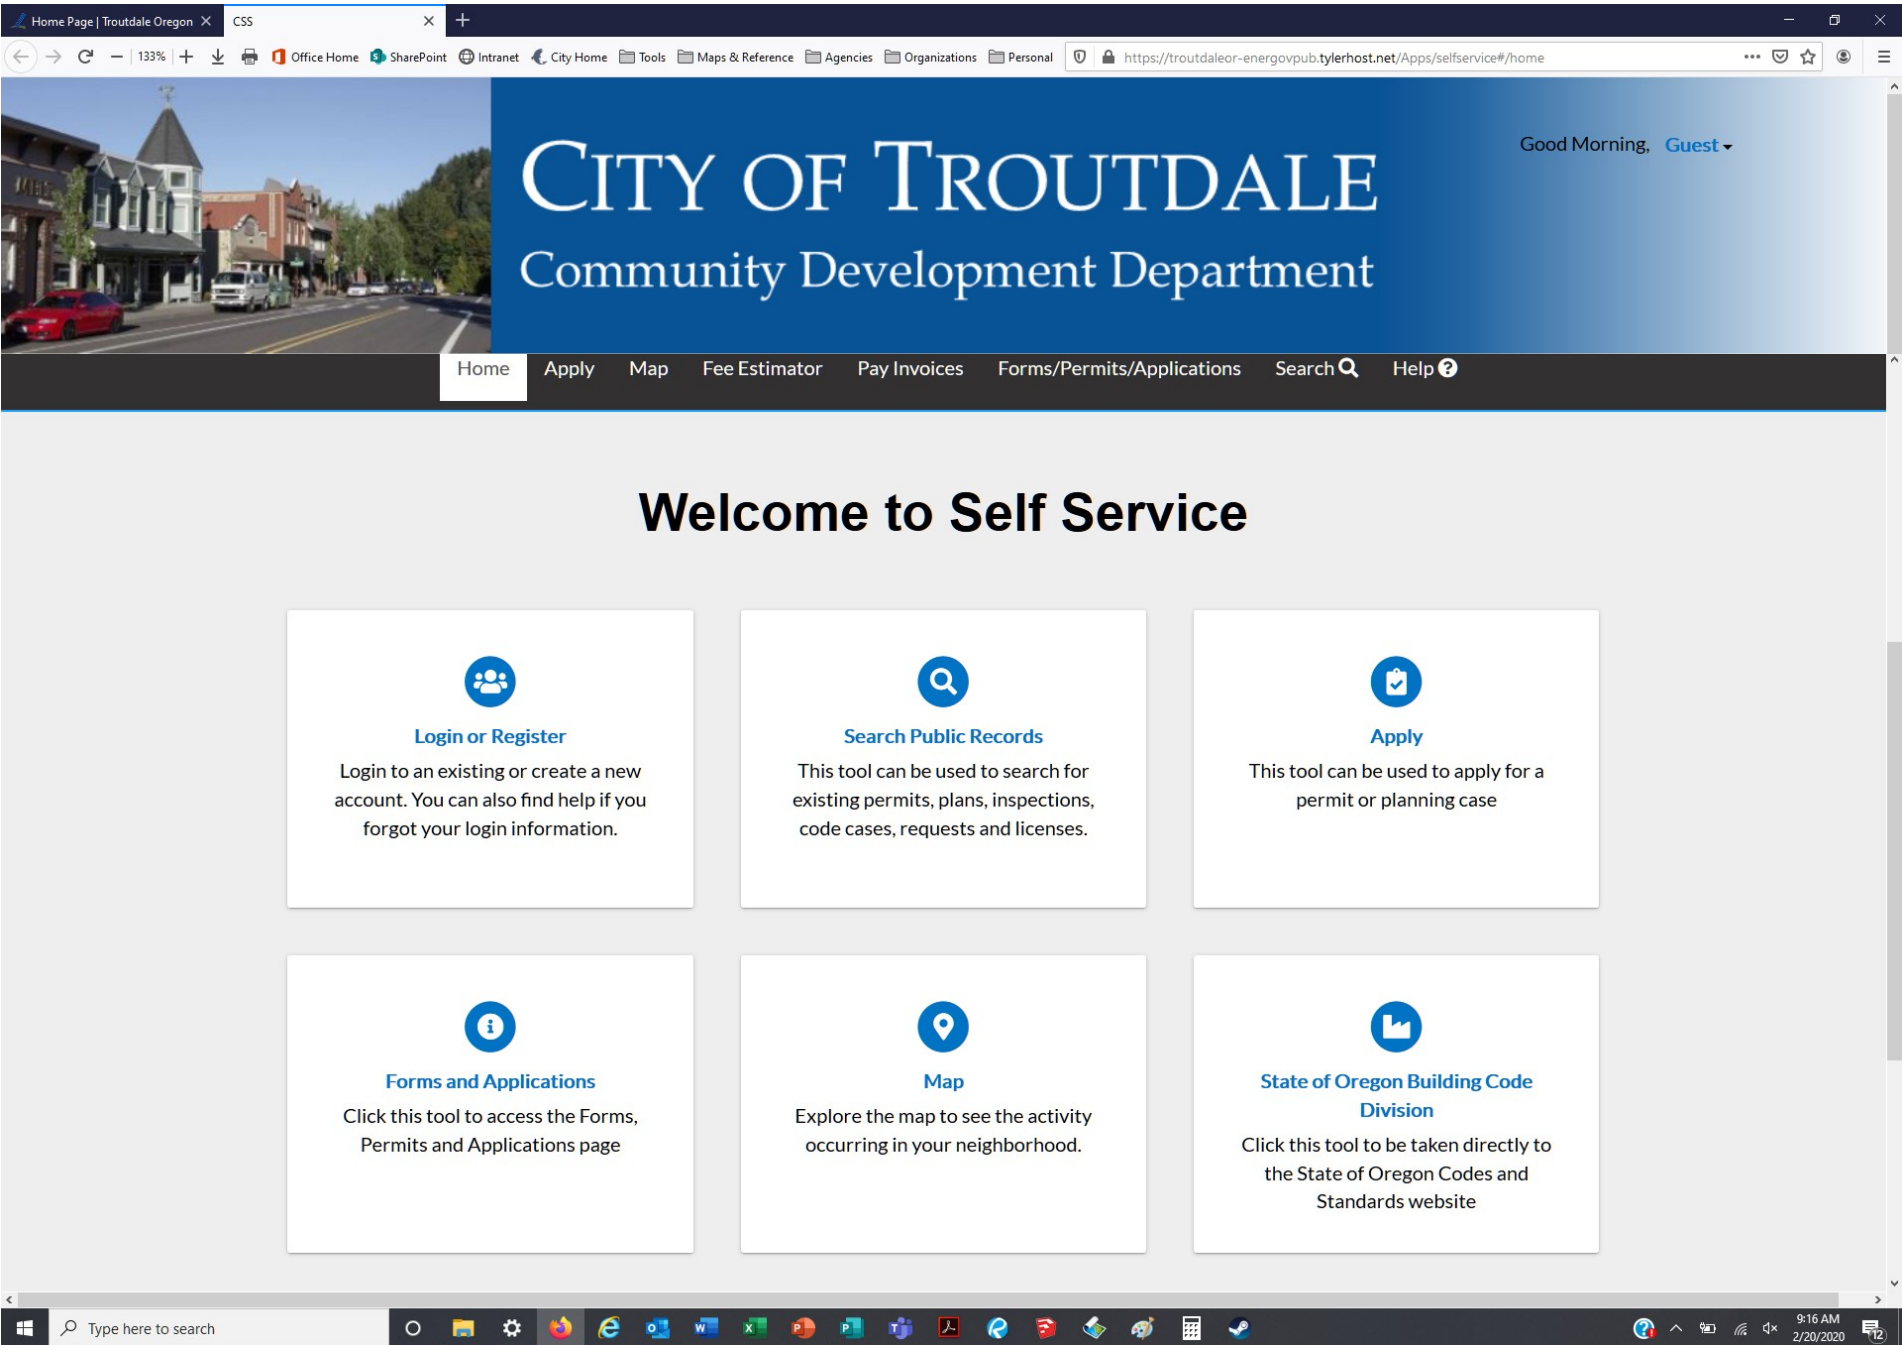 Home Page | Troutdale Oregon
CSS
133%
Office Home
SharePoint
Intranet
City Home
Tools
Maps & Reference
Agencies
Organizations
Personal
https://troutdaleor-energovpub.tylerhost.net/Apps/selfservice#/home
CITY OF TROUTDALE
Community Development Department
Good Morning, Guest
Home Apply Map Fee Estimator Pay Invoices Forms/Permits/Applications Search Help
Welcome to Self Service
Login or Register
Login to an existing or create a new
account. You can also find help if you
forgot your login information.
Search Public Records
This tool can be used to search for
existing permits, plans, inspections,
code cases, requests and licenses.
Apply
This tool can be used to apply for a
permit or planning case
Forms and Applications
Click this tool to access the Forms,
Permits and Applications page
Map
Explore the map to see the activity
occurring in your neighborhood.
State of Oregon Building Code
Division
Click this tool to be taken directly to
the State of Oregon Codes and
Standards website
Type here to search
9:16 AM
2/20/2020
12